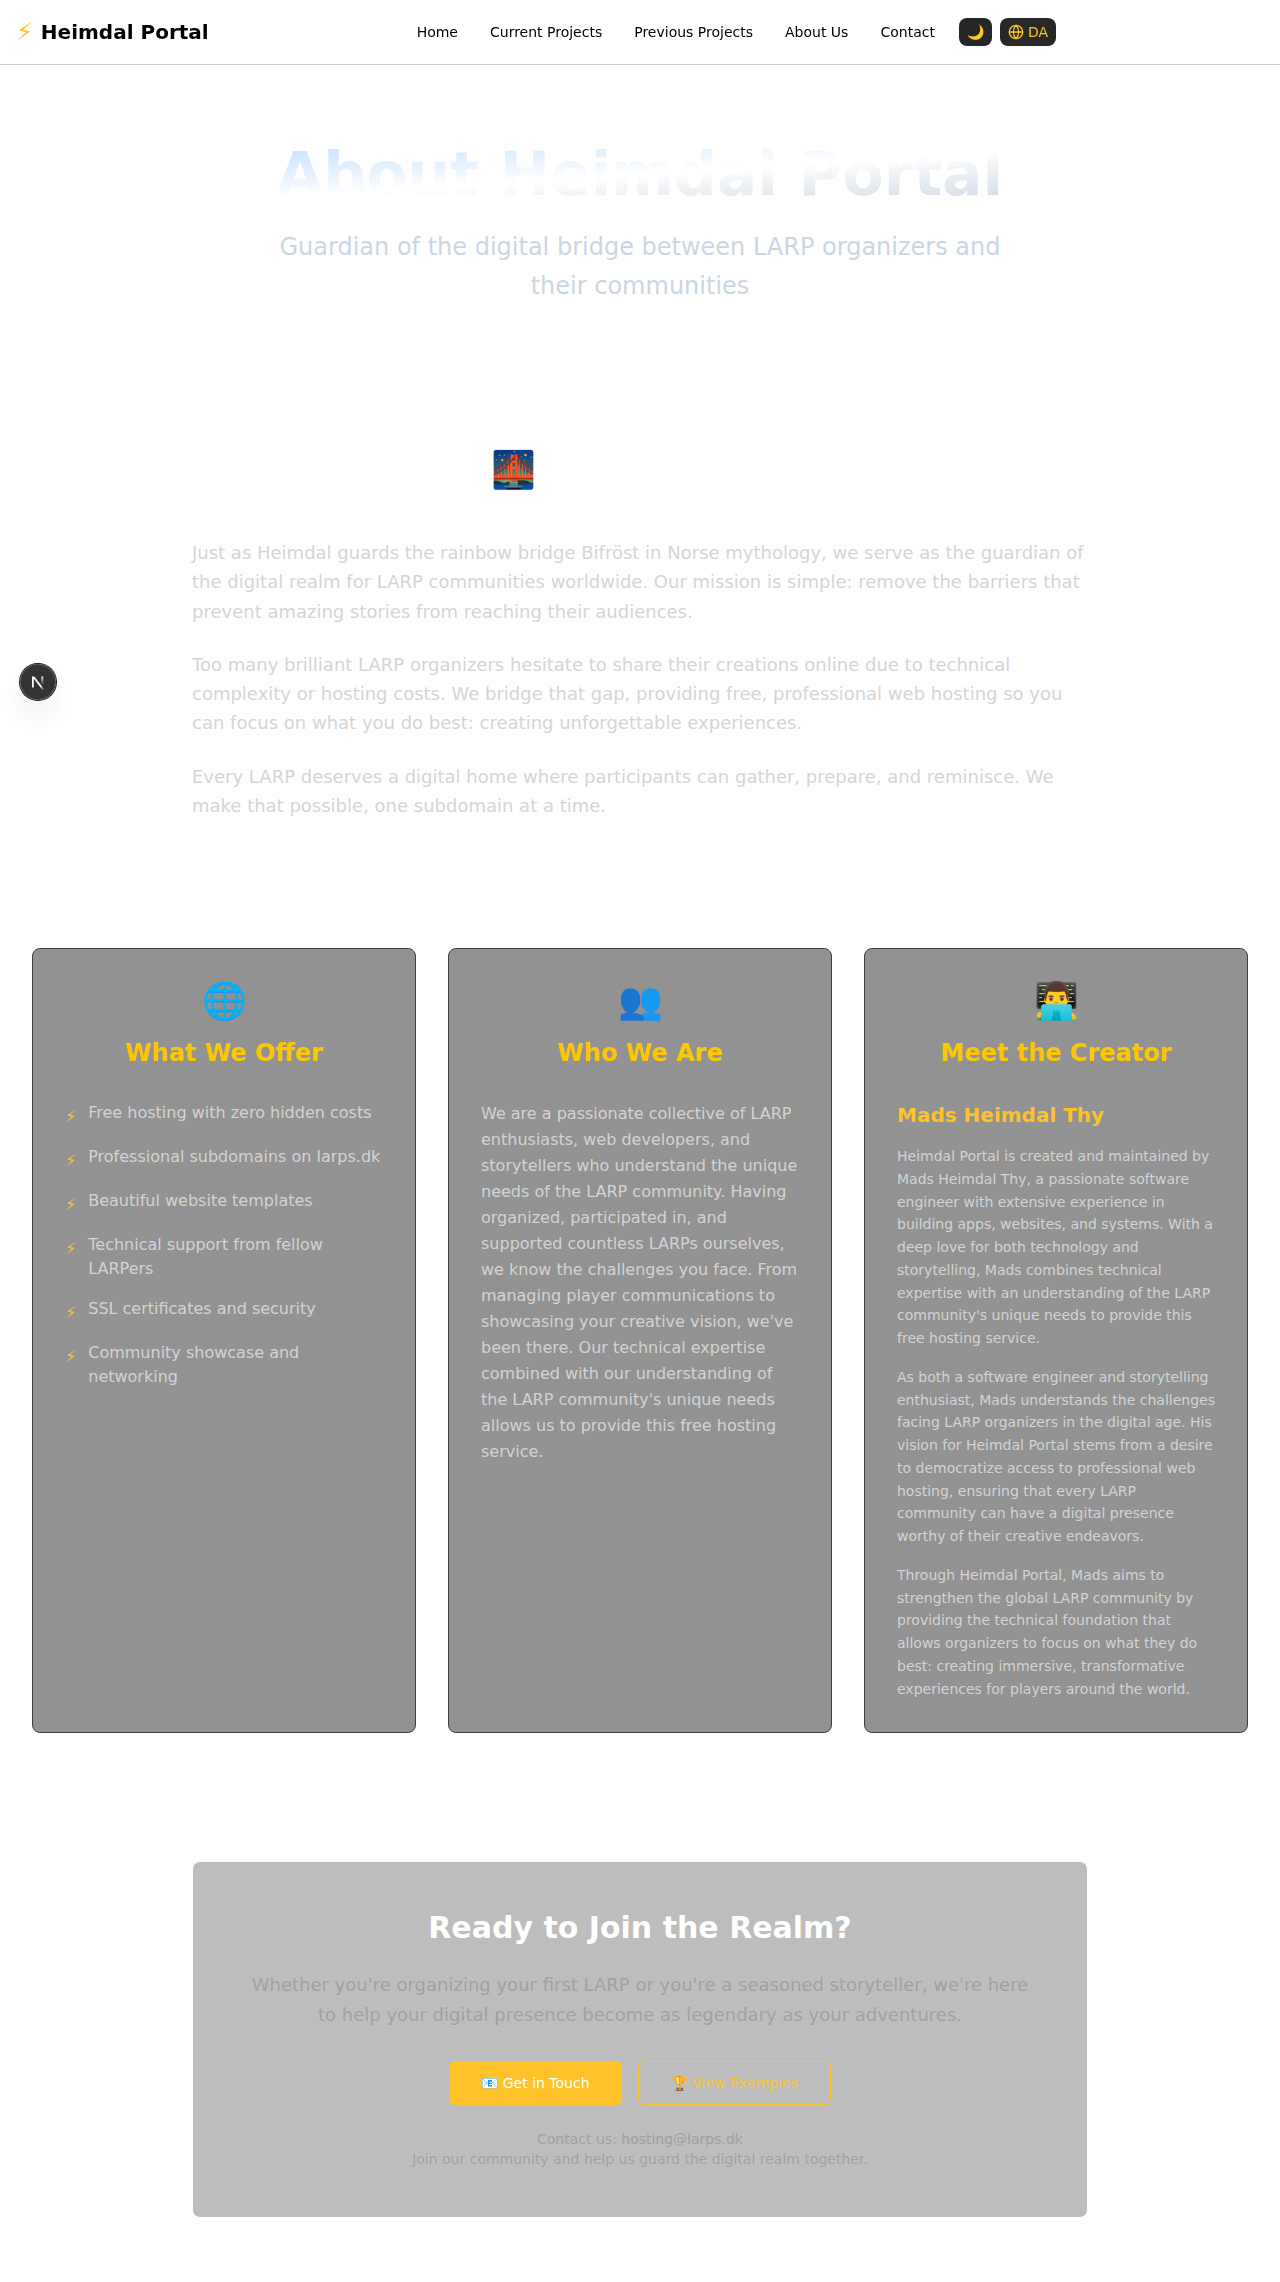 Heimdal Portal
Home Current Projects Previous Projects About Us Contact DA
About Heimdal Portal
Guardian of the digital bridge between LARP organizers and
their communities
Just as Heimdal guards the rainbow bridge Bifröst in Norse mythology, we serve as the guardian of
the digital realm for LARP communities worldwide. Our mission is simple: remove the barriers that
prevent amazing stories from reaching their audiences.
Too many brilliant LARP organizers hesitate to share their creations online due to technical
complexity or hosting costs. We bridge that gap, providing free, professional web hosting so you
can focus on what you do best: creating unforgettable experiences.
Every LARP deserves a digital home where participants can gather, prepare, and reminisce. We
make that possible, one subdomain at a time.
N
What We Offer
Free hosting with zero hidden costs
Professional subdomains on larps.dk
Beautiful website templates
Technical support from fellow
LARPers
SSL certificates and security
Community showcase and
networking
Who We Are
We are a passionate collective of LARP
enthusiasts, web developers, and
storytellers who understand the unique
needs of the LARP community. Having
organized, participated in, and
supported countless LARPs ourselves,
we know the challenges you face. From
managing player communications to
showcasing your creative vision, we've
been there. Our technical expertise
combined with our understanding of
the LARP community's unique needs
allows us to provide this free hosting
service.
Meet the Creator
Mads Heimdal Thy
Heimdal Portal is created and maintained by
Mads Heimdal Thy, a passionate software
engineer with extensive experience in
building apps, websites, and systems. With a
deep love for both technology and
storytelling, Mads combines technical
expertise with an understanding of the LARP
community's unique needs to provide this
free hosting service.
As both a software engineer and storytelling
enthusiast, Mads understands the challenges
facing LARP organizers in the digital age. His
vision for Heimdal Portal stems from a desire
to democratize access to professional web
hosting, ensuring that every LARP
community can have a digital presence
worthy of their creative endeavors.
Through Heimdal Portal, Mads aims to
strengthen the global LARP community by
providing the technical foundation that
allows organizers to focus on what they do
best: creating immersive, transformative
experiences for players around the world.
Ready to Join the Realm?
Whether you're organizing your first LARP or you're a seasoned storyteller, we're here
to help your digital presence become as legendary as your adventures.
Get in Touch
View Examples
Contact us: hosting@larps.dk
Join our community and help us guard the digital realm together.